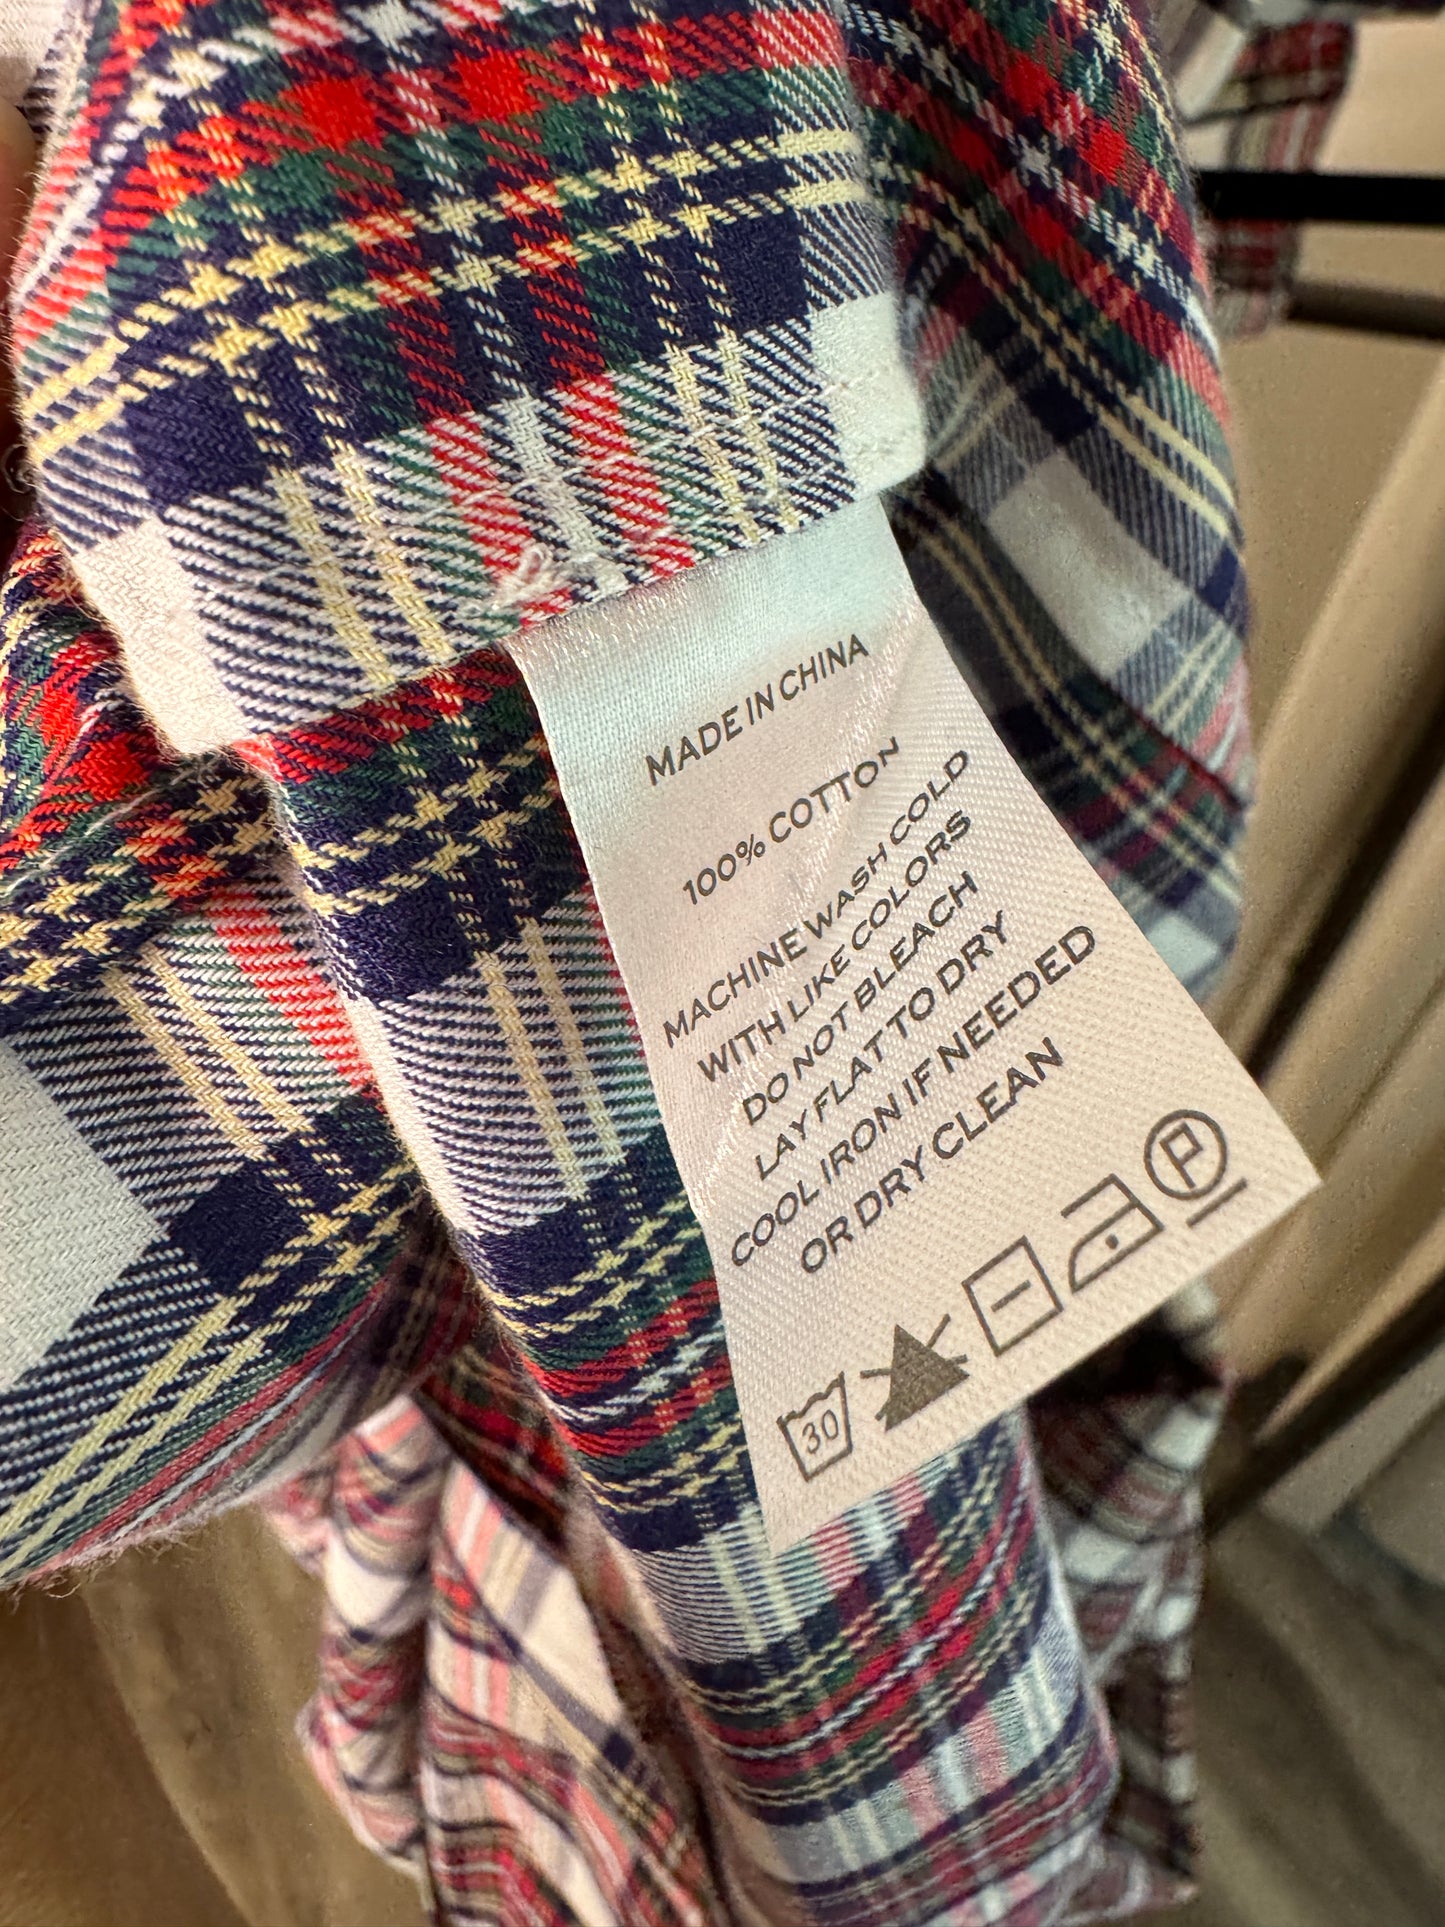 MADE IN CHINA
100% COTTON
MACHINE WASH COLD
WITH LIKE COLORS
DO NOT BLEACH
LAY FLAT TO DRY
COOL IRON IF NEEDED
OR DRY CLEAN
30 P